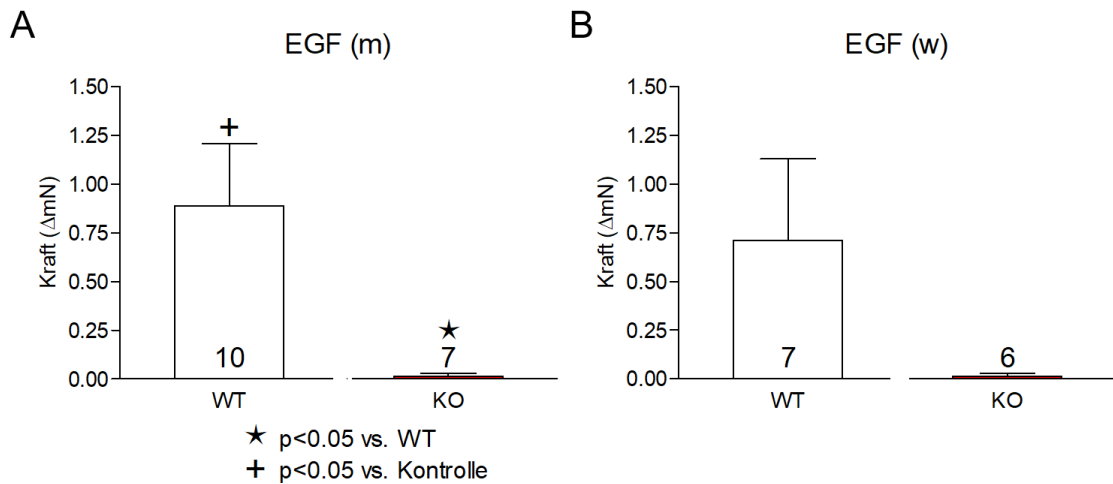 A
EGF (m)
Kraft (ΔmN)
1.50
1.25
1.00
0.75
0.50
0.25
0.00
+
10
★
7
WT
KO
★ p<0.05 vs. WT
+ p<0.05 vs. Kontrolle
B
EGF (w)
Kraft (ΔmN)
1.50
1.25
1.00
0.75
0.50
0.25
0.00
7
6
WT
KO